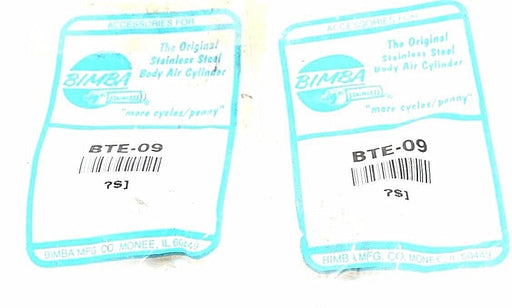 ACCESSORIES FOR
The Original
Stainless Steel
Body Air Cylinder
BIMBA
STAINLESS
"more cycles/penny"
BTE-09
?S]
BIMBA MFG. CO. MONEE, IL 60449
ACCESSORIES FOR
The Original
Stainless Steel
Body Air Cylinder
BIMBA
STAINLESS
"more cycles/penny"
BTE-09
?S]
BIMBA MFG. CO. MONEE, IL 60449